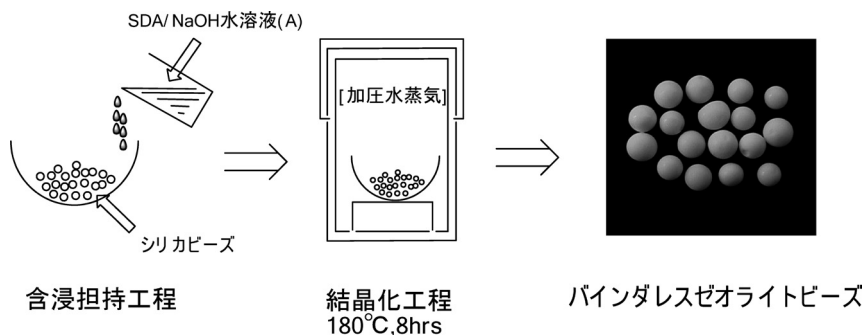 SDA/NaOH水溶液(A)
[加圧水蒸気]
シリカビーズ
含浸担持工程
結晶化工程
180℃,8hrs
バインダレスゼオライトビーズ